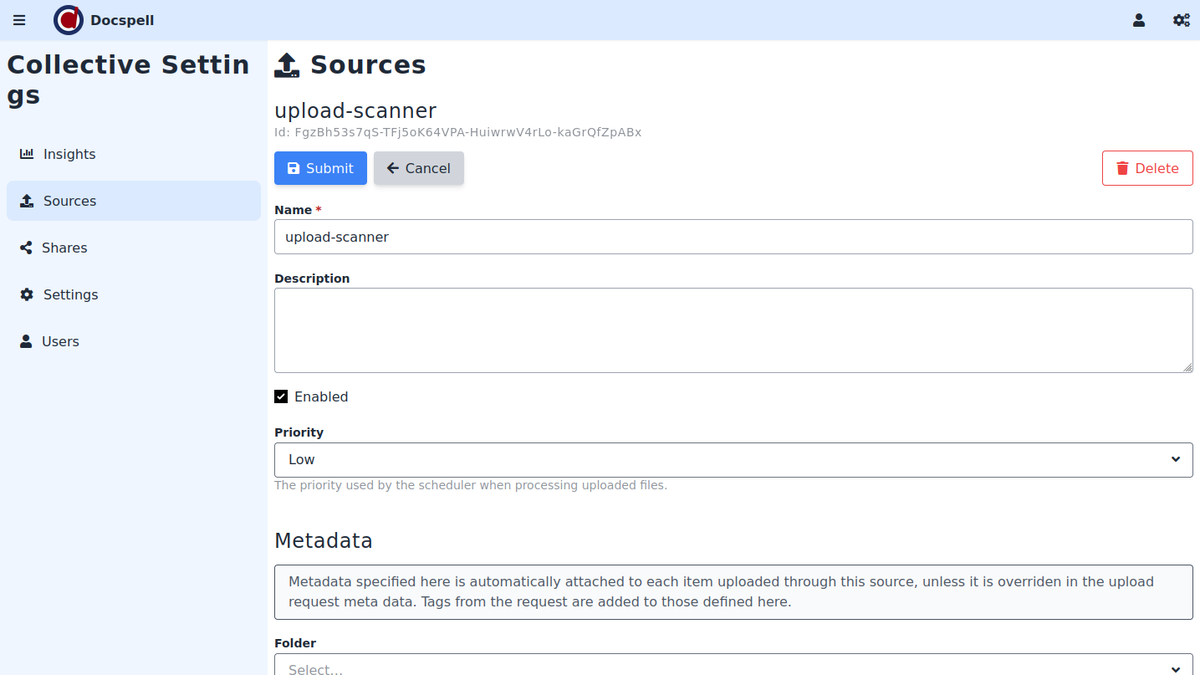 Docspell
Collective Settin
gs
Insights
Sources
Shares
Settings
Users
Sources
upload-scanner
Id: FgzBh53s7qS-TFj5oK64VPA-HuiwrwV4rLo-kaGrQfZpABx
Submit
Cancel
Delete
Name *
upload-scanner
Description
Enabled
Priority
Low
The priority used by the scheduler when processing uploaded files.
Metadata
Metadata specified here is automatically attached to each item uploaded through this source, unless it is overriden in the upload
request meta data. Tags from the request are added to those defined here.
Folder
Select...